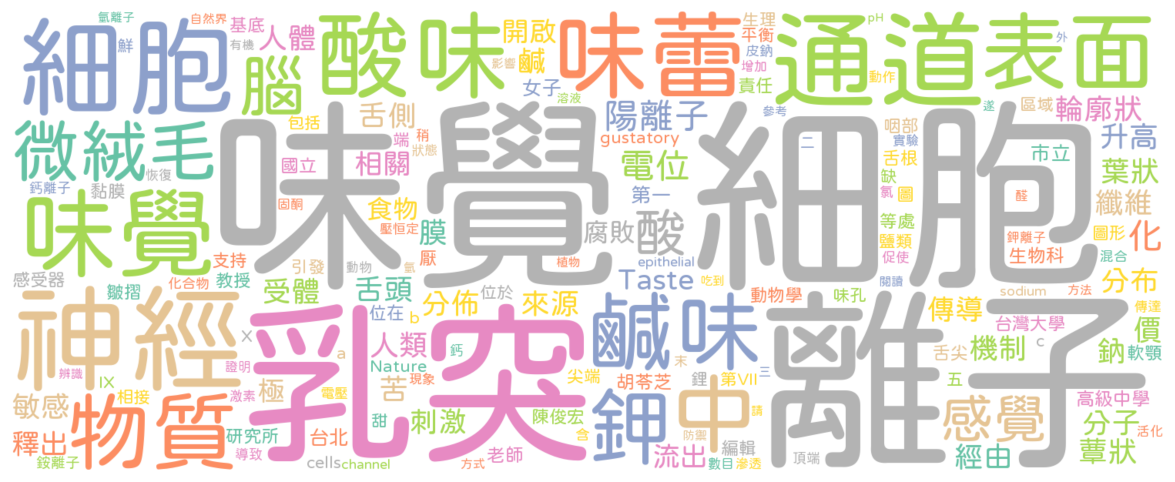 氫離子 自然界 基底 人體 開啟 生理 pH 外
細胞 鮮 有機 腦 酸味 影響 鹹 味蕾 平衡 皮鈉 增加 通道 動作 表面
女子 溶液 責任
微絨毛 包括 舌側 陽離子 參考 遂 區域 輪廓狀
端 稍 gustatory 二 咽部 實驗 升高
國立 相關 狀態 電位 舌根 市立 葉狀
鈣離子 黏膜 恢復 味覺細胞 第一 缺 氯 圖 醛 纖維
味覺 固酮 食物 膜 腐敗 酸 等處 鉀離子 圖形 化
壓恒定 鹽類 生物科 混合
支持 引發 動物 氫 厭 植物 epithelial 促使
感受器 化合物 教授 受體 舌頭 Taste 吃到 閱讀 分布
皺摺 位在 b 分佈 位於 來源 動物學 味孔 sodium 方法 傳導 傳達
神經 X 乳突 人類 鹹味 離子 台灣大學 價
證明 a 鈣 Nature 末 舌尖 機制 c 鈉 軟顎
辨識 IX 激素 極 電壓 現象 苦 尖端 胡荽芝 鋰 第VII 三 五
敏感 相接 甜 刺激 陳俊宏 鉀 中 請 感覺 高級中學
物質 含 分子 活化
釋出 研究所 台北 老師 流出 防禦 編輯 經由 蕈狀
銨離子 導致 cells channel 方式 數目 滲透 頂端